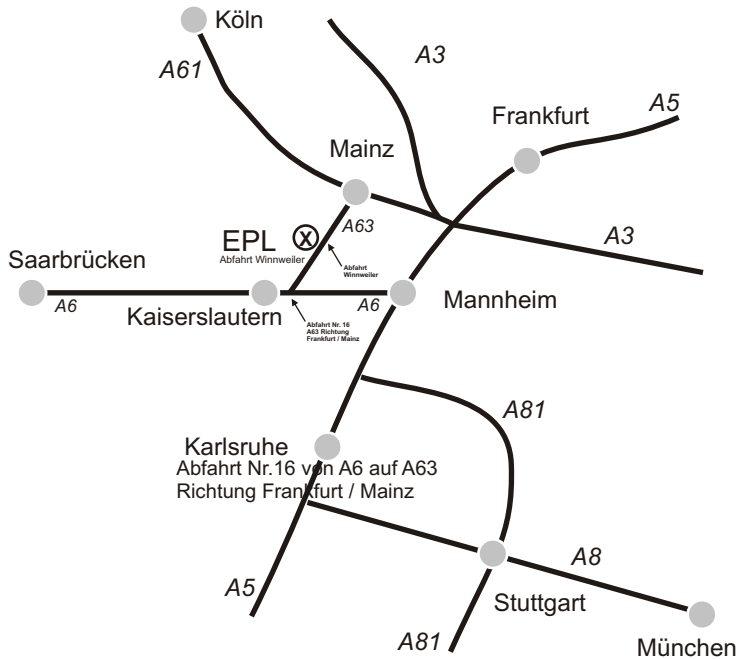 Köln
A3
A61
A5
Frankfurt
Mainz
A63
EPL X
Abfahrt Winnweiler
A3
Saarbrücken
Abfahrt
Winnweiler
A6
A6
Mannheim
Kaiserslautern
Abfahrt Nr. 16
A63 Richtung
Frankfurt / Mainz
A81
Karlsruhe
Abfahrt Nr.16 von A6 auf A63
Richtung Frankfurt / Mainz
A8
A5
Stuttgart
A81
München